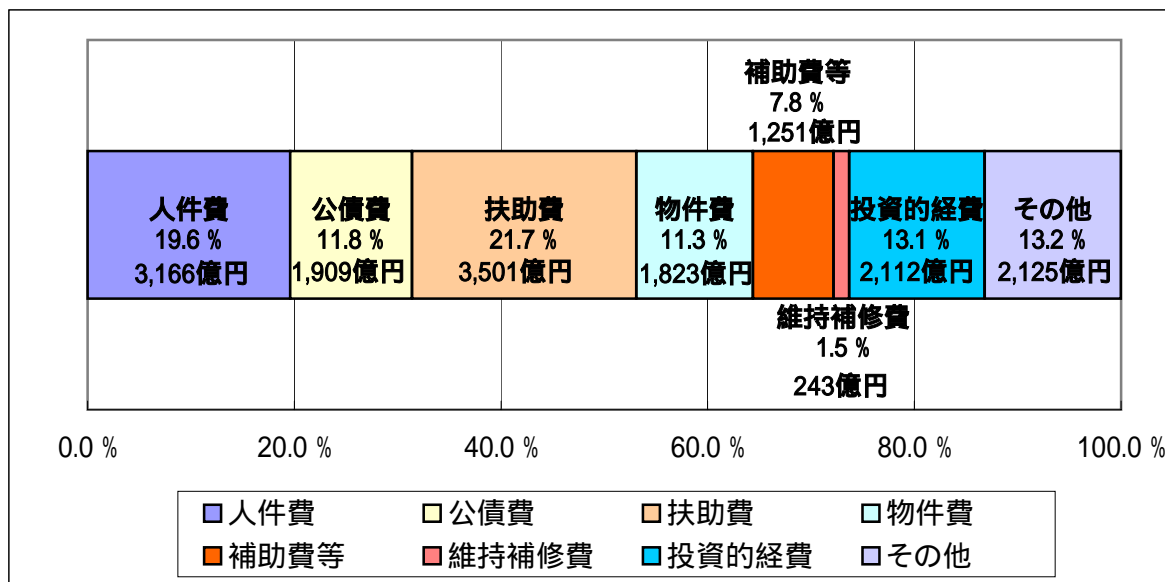 補助費等
7.8 %
1,251億円
人件費
19.6 %
3,166億円
公債費
11.8 %
1,909億円
扶助費
21.7 %
3,501億円
物件費
11.3 %
1,823億円
投資的経費
13.1 %
2,112億円
その他
13.2 %
2,125億円
維持補修費
1.5 %
243億円
0.0 % 20.0 % 40.0 % 60.0 % 80.0 % 100.0 %
人件費 公債費 扶助費 物件費
補助費等 維持補修費 投資的経費 その他